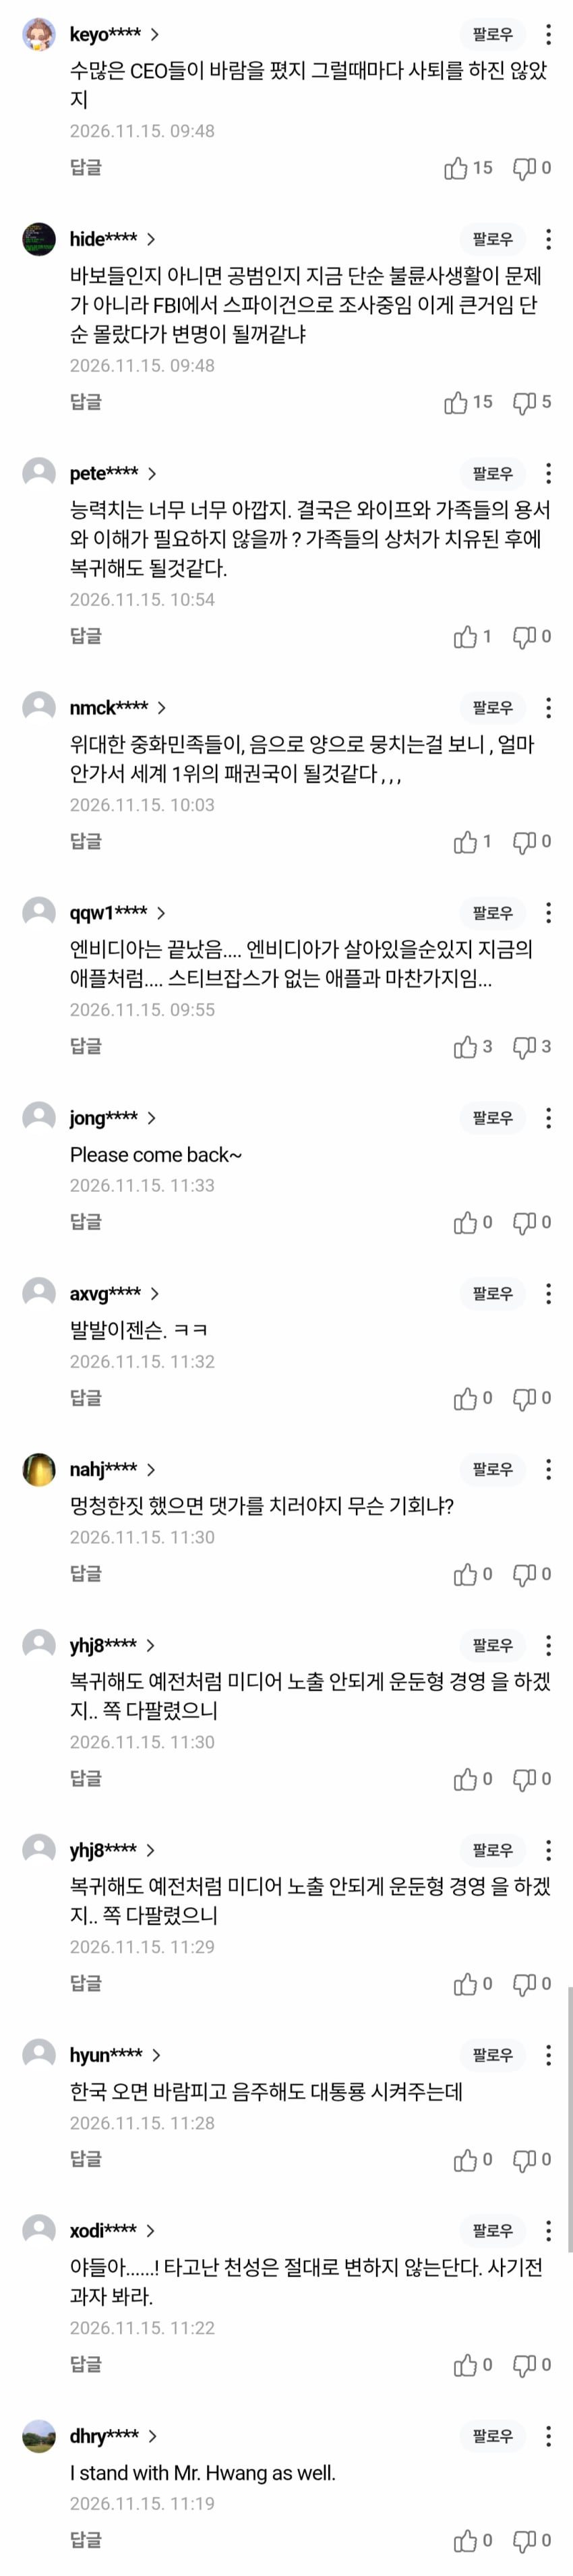 keyo****
팔로우
수많은 CEO들이 바람을 폈지 그럴때마다 사퇴를 하진 않았
지
2026.11.15. 09:48
답글
15
0
hide****
팔로우
바보들인지 아니면 공범인지 지금 단순 불륜사생활이 문제
가 아니라 FBI에서 스파이건으로 조사중임 이게 큰거임 단
순 몰랐다가 변명이 될꺼같냐
2026.11.15. 09:48
답글
15
5
pete****
팔로우
능력치는 너무 너무 아깝지. 결국은 와이프와 가족들의 용서
와 이해가 필요하지 않을까 ? 가족들의 상처가 치유된 후에
복귀해도 될것같다.
2026.11.15. 10:54
답글
1
0
nmck****
팔로우
위대한 중화민족들이, 음으로 양으로 뭉치는걸 보니 , 얼마
안가서 세계 1위의 패권국이 될것같다 , , ,
2026.11.15. 10:03
답글
1
0
qqw1****
팔로우
엔비디아는 끝났음.... 엔비디아가 살아있을순있지 지금의
애플처럼.... 스티브잡스가 없는 애플과 마찬가지임...
2026.11.15. 09:55
답글
3
3
jong****
팔로우
Please come back~
2026.11.15. 11:33
답글
0
0
axvg****
팔로우
발발이젠슨. ㅋㅋ
2026.11.15. 11:32
답글
0
0
nahj****
팔로우
멍청한짓 했으면 댓가를 치러야지 무슨 기회냐?
2026.11.15. 11:30
답글
0
0
yhj8****
팔로우
복귀해도 예전처럼 미디어 노출 안되게 운둔형 경영 을 하겠
지.. 쪽 다팔렸으니
2026.11.15. 11:30
답글
0
0
yhj8****
팔로우
복귀해도 예전처럼 미디어 노출 안되게 운둔형 경영 을 하겠
지.. 쪽 다팔렸으니
2026.11.15. 11:29
답글
0
0
hyun****
팔로우
한국 오면 바람피고 음주해도 대통룡 시켜주는데
2026.11.15. 11:28
답글
0
0
xodi****
팔로우
야들아......! 타고난 천성은 절대로 변하지 않는단다. 사기전
과자 봐라.
2026.11.15. 11:22
답글
0
0
dhry****
팔로우
I stand with Mr. Hwang as well.
2026.11.15. 11:19
답글
0
0